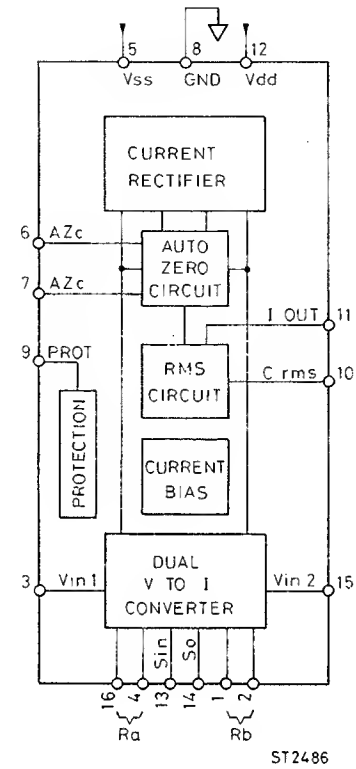 5 8 12
Vss GND Vdd
CURRENT
RECTIFIER
6 AZc
AUTO
ZERO
CIRCUIT
7 AZc
I OUT 11
9 PROT
RMS
CIRCUIT
C rms 10
PROTECTION
CURRENT
BIAS
DUAL
V TO I
CONVERTER
3 Vin 1
Vin 2 15
Sin So
16 4 13 14 1 2
Ra Rb
ST2486